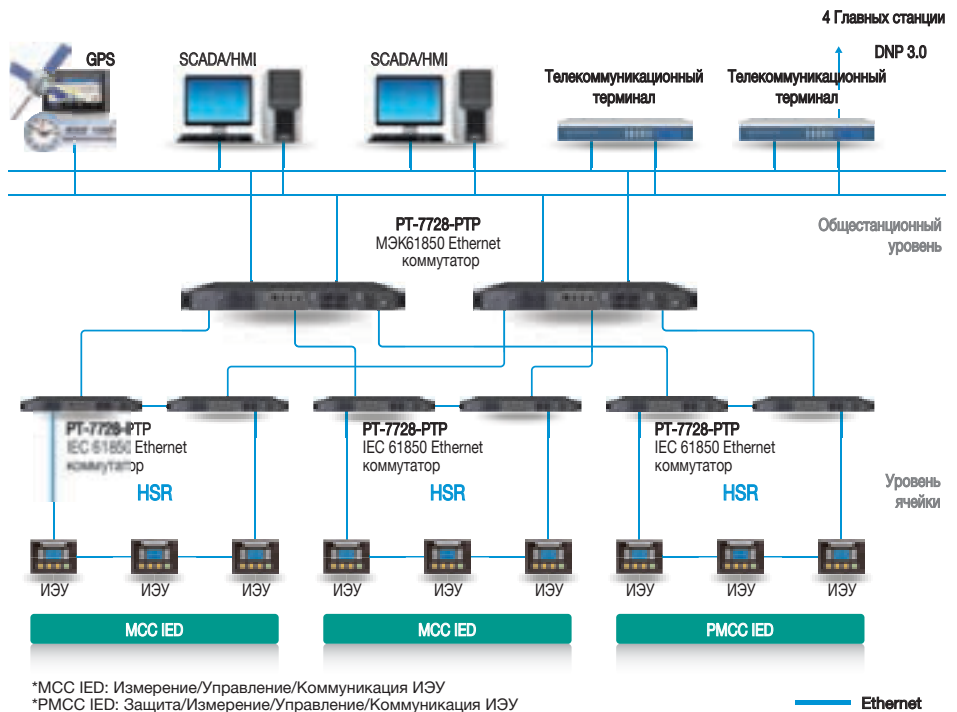 4 Главных станции
GPS
SCADA/HMI
SCADA/HMI
DNP 3.0
Телекоммуникационный
терминал
Телекоммуникационный
терминал
PT-7728-PTP
МЭК61850 Ethernet
коммутатор
Общестанционный
уровень
PT-7728-PTP
IEC 61850 Ethernet
коммутатор
HSR
PT-7728-PTP
IEC 61850 Ethernet
коммутатор
HSR
PT-7728-PTP
IEC 61850 Ethernet
коммутатор
HSR
Уровень
ячейки
ИЭУ
ИЭУ
ИЭУ
ИЭУ
ИЭУ
ИЭУ
ИЭУ
ИЭУ
ИЭУ
MCC IED
MCC IED
PMCC IED
*MCC IED: Измерение/Управление/Коммуникация ИЭУ
*PMCC IED: Защита/Измерение/Управление/Коммуникация ИЭУ
Ethernet